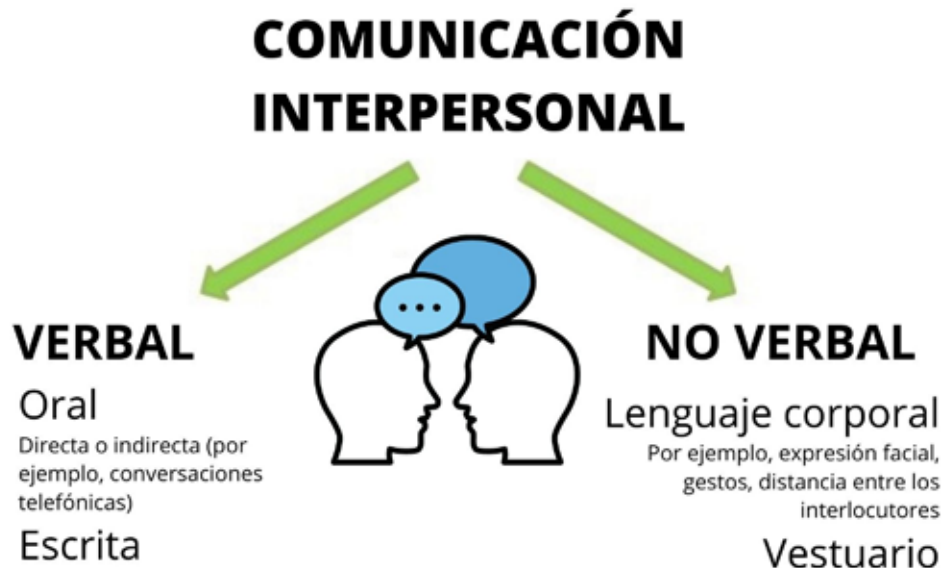 COMUNICACIÓN
INTERPERSONAL
VERBAL
Oral
Directa o indirecta (por
ejemplo, conversaciones
telefónicas)
Escrita
NO VERBAL
Lenguaje corporal
Por ejemplo, expresión facial,
gestos, distancia entre los
interlocutores
Vestuario